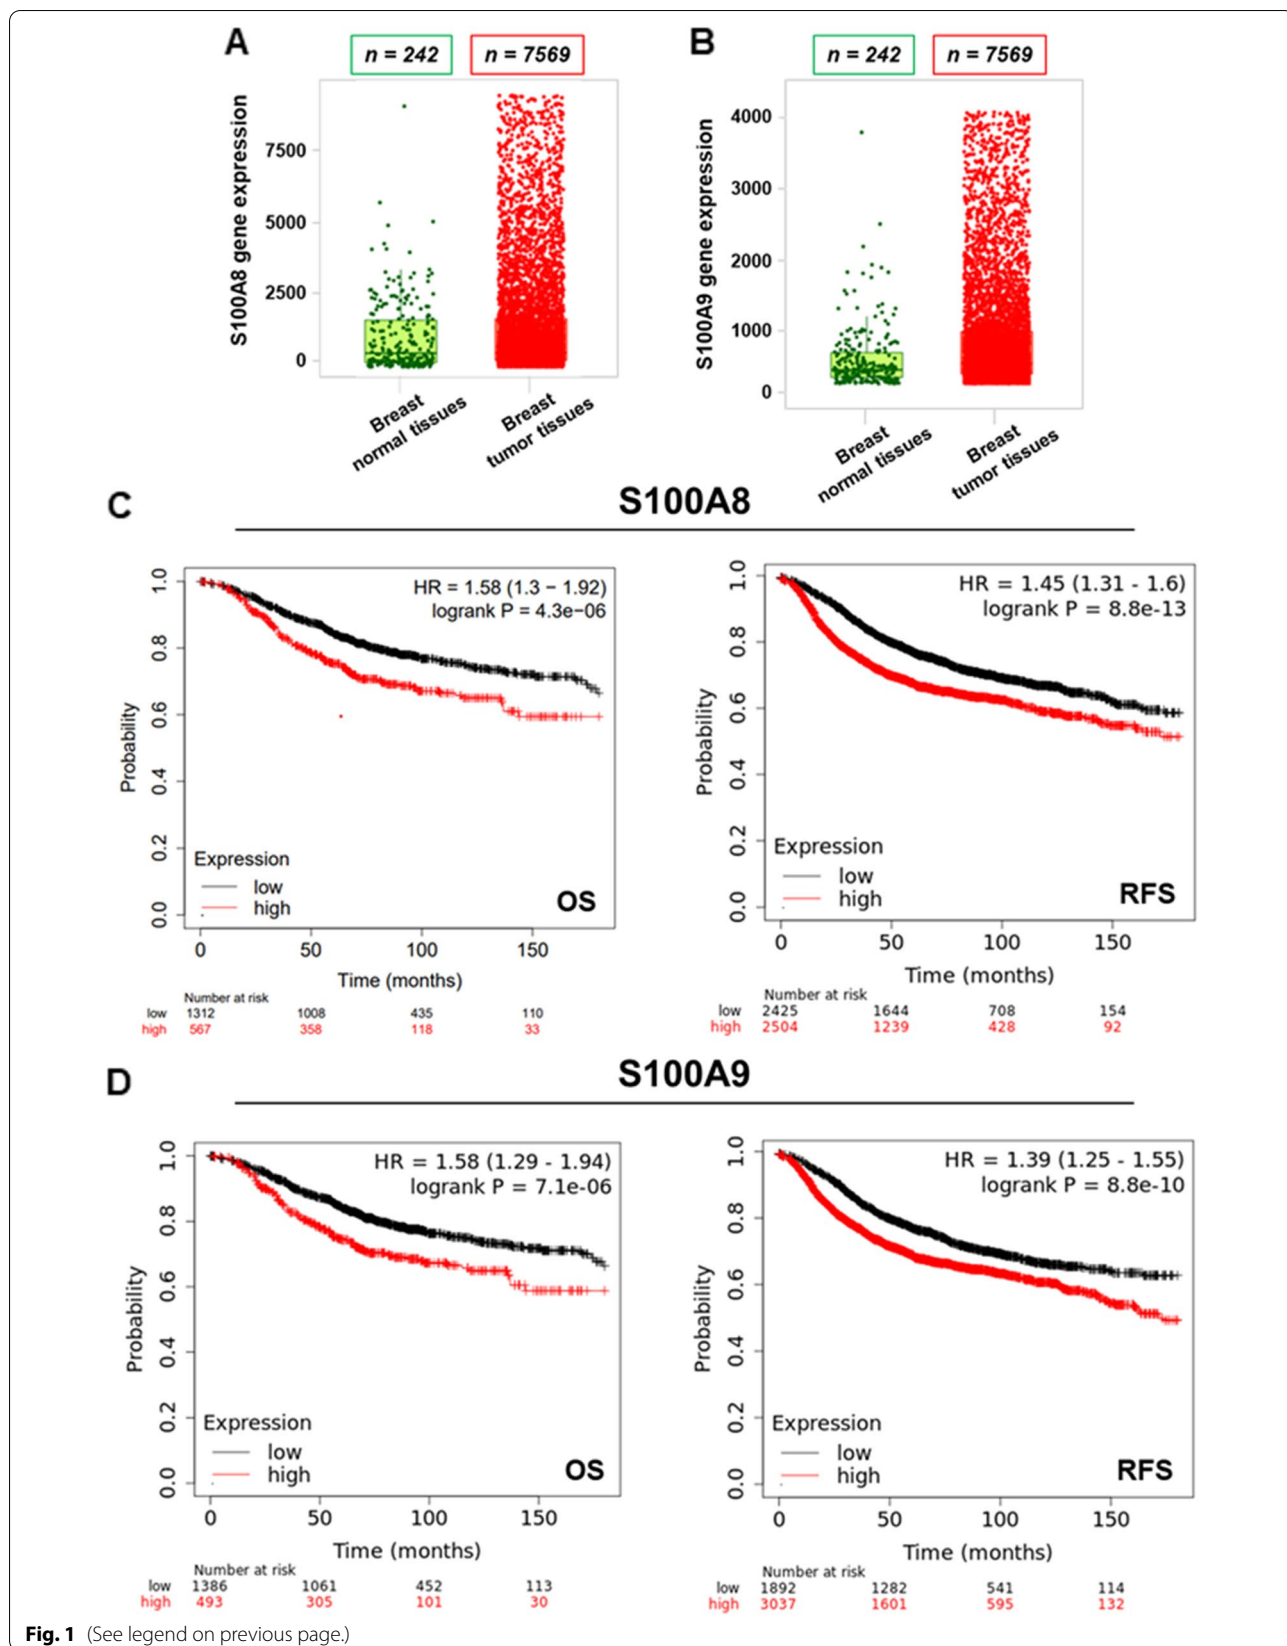 A
n = 242
n = 7569
S100A8 gene expression
7500
5000
2500
0
Breast
normal tissues
Breast
tumor tissues
B
n = 242
n = 7569
S100A9 gene expression
4000
3000
2000
1000
0
Breast
normal tissues
Breast
tumor tissues
C
S100A8
HR = 1.58 (1.3 − 1.92)
logrank P = 4.3e−06
Probability
1.0
0.8
0.6
0.4
0.2
0.0
Expression
low
high
OS
0 50 100 150
Time (months)
Number at risk
low 1312 1008 435 110
high 567 358 118 33
HR = 1.45 (1.31 - 1.6)
logrank P = 8.8e-13
Probability
1.0
0.8
0.6
0.4
0.2
0.0
Expression
low
high
RFS
0 50 100 150
Time (months)
Number at risk
low 2425 1644 708 154
high 2504 1239 428 92
D
S100A9
HR = 1.58 (1.29 - 1.94)
logrank P = 7.1e-06
Probability
1.0
0.8
0.6
0.4
0.2
0.0
Expression
low
high
OS
0 50 100 150
Time (months)
Number at risk
low 1386 1061 452 113
high 493 305 101 30
HR = 1.39 (1.25 - 1.55)
logrank P = 8.8e-10
Probability
1.0
0.8
0.6
0.4
0.2
0.0
Expression
low
high
RFS
0 50 100 150
Time (months)
Number at risk
low 1892 1282 541 114
high 3037 1601 595 132
Fig. 1 (See legend on previous page.)